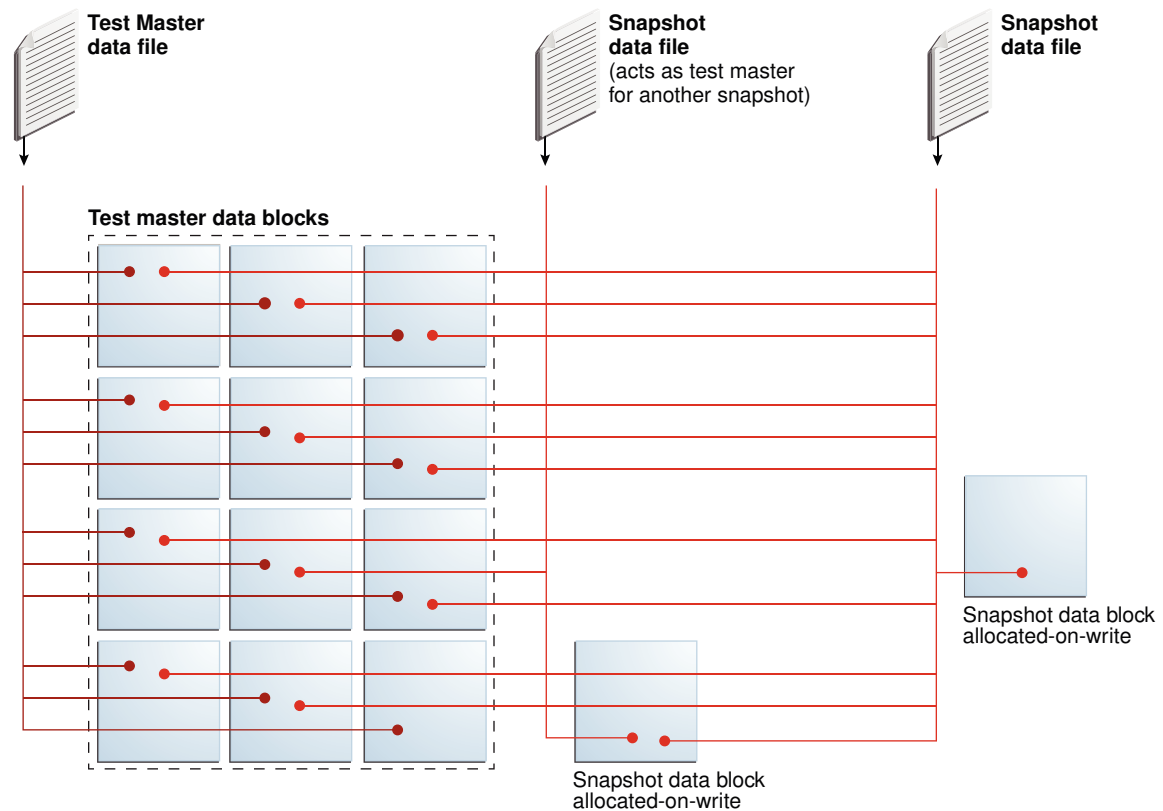 Test Master
data file
Snapshot
data file
(acts as test master
for another snapshot)
Snapshot
data file
Test master data blocks
Snapshot data block
allocated-on-write
Snapshot data block
allocated-on-write